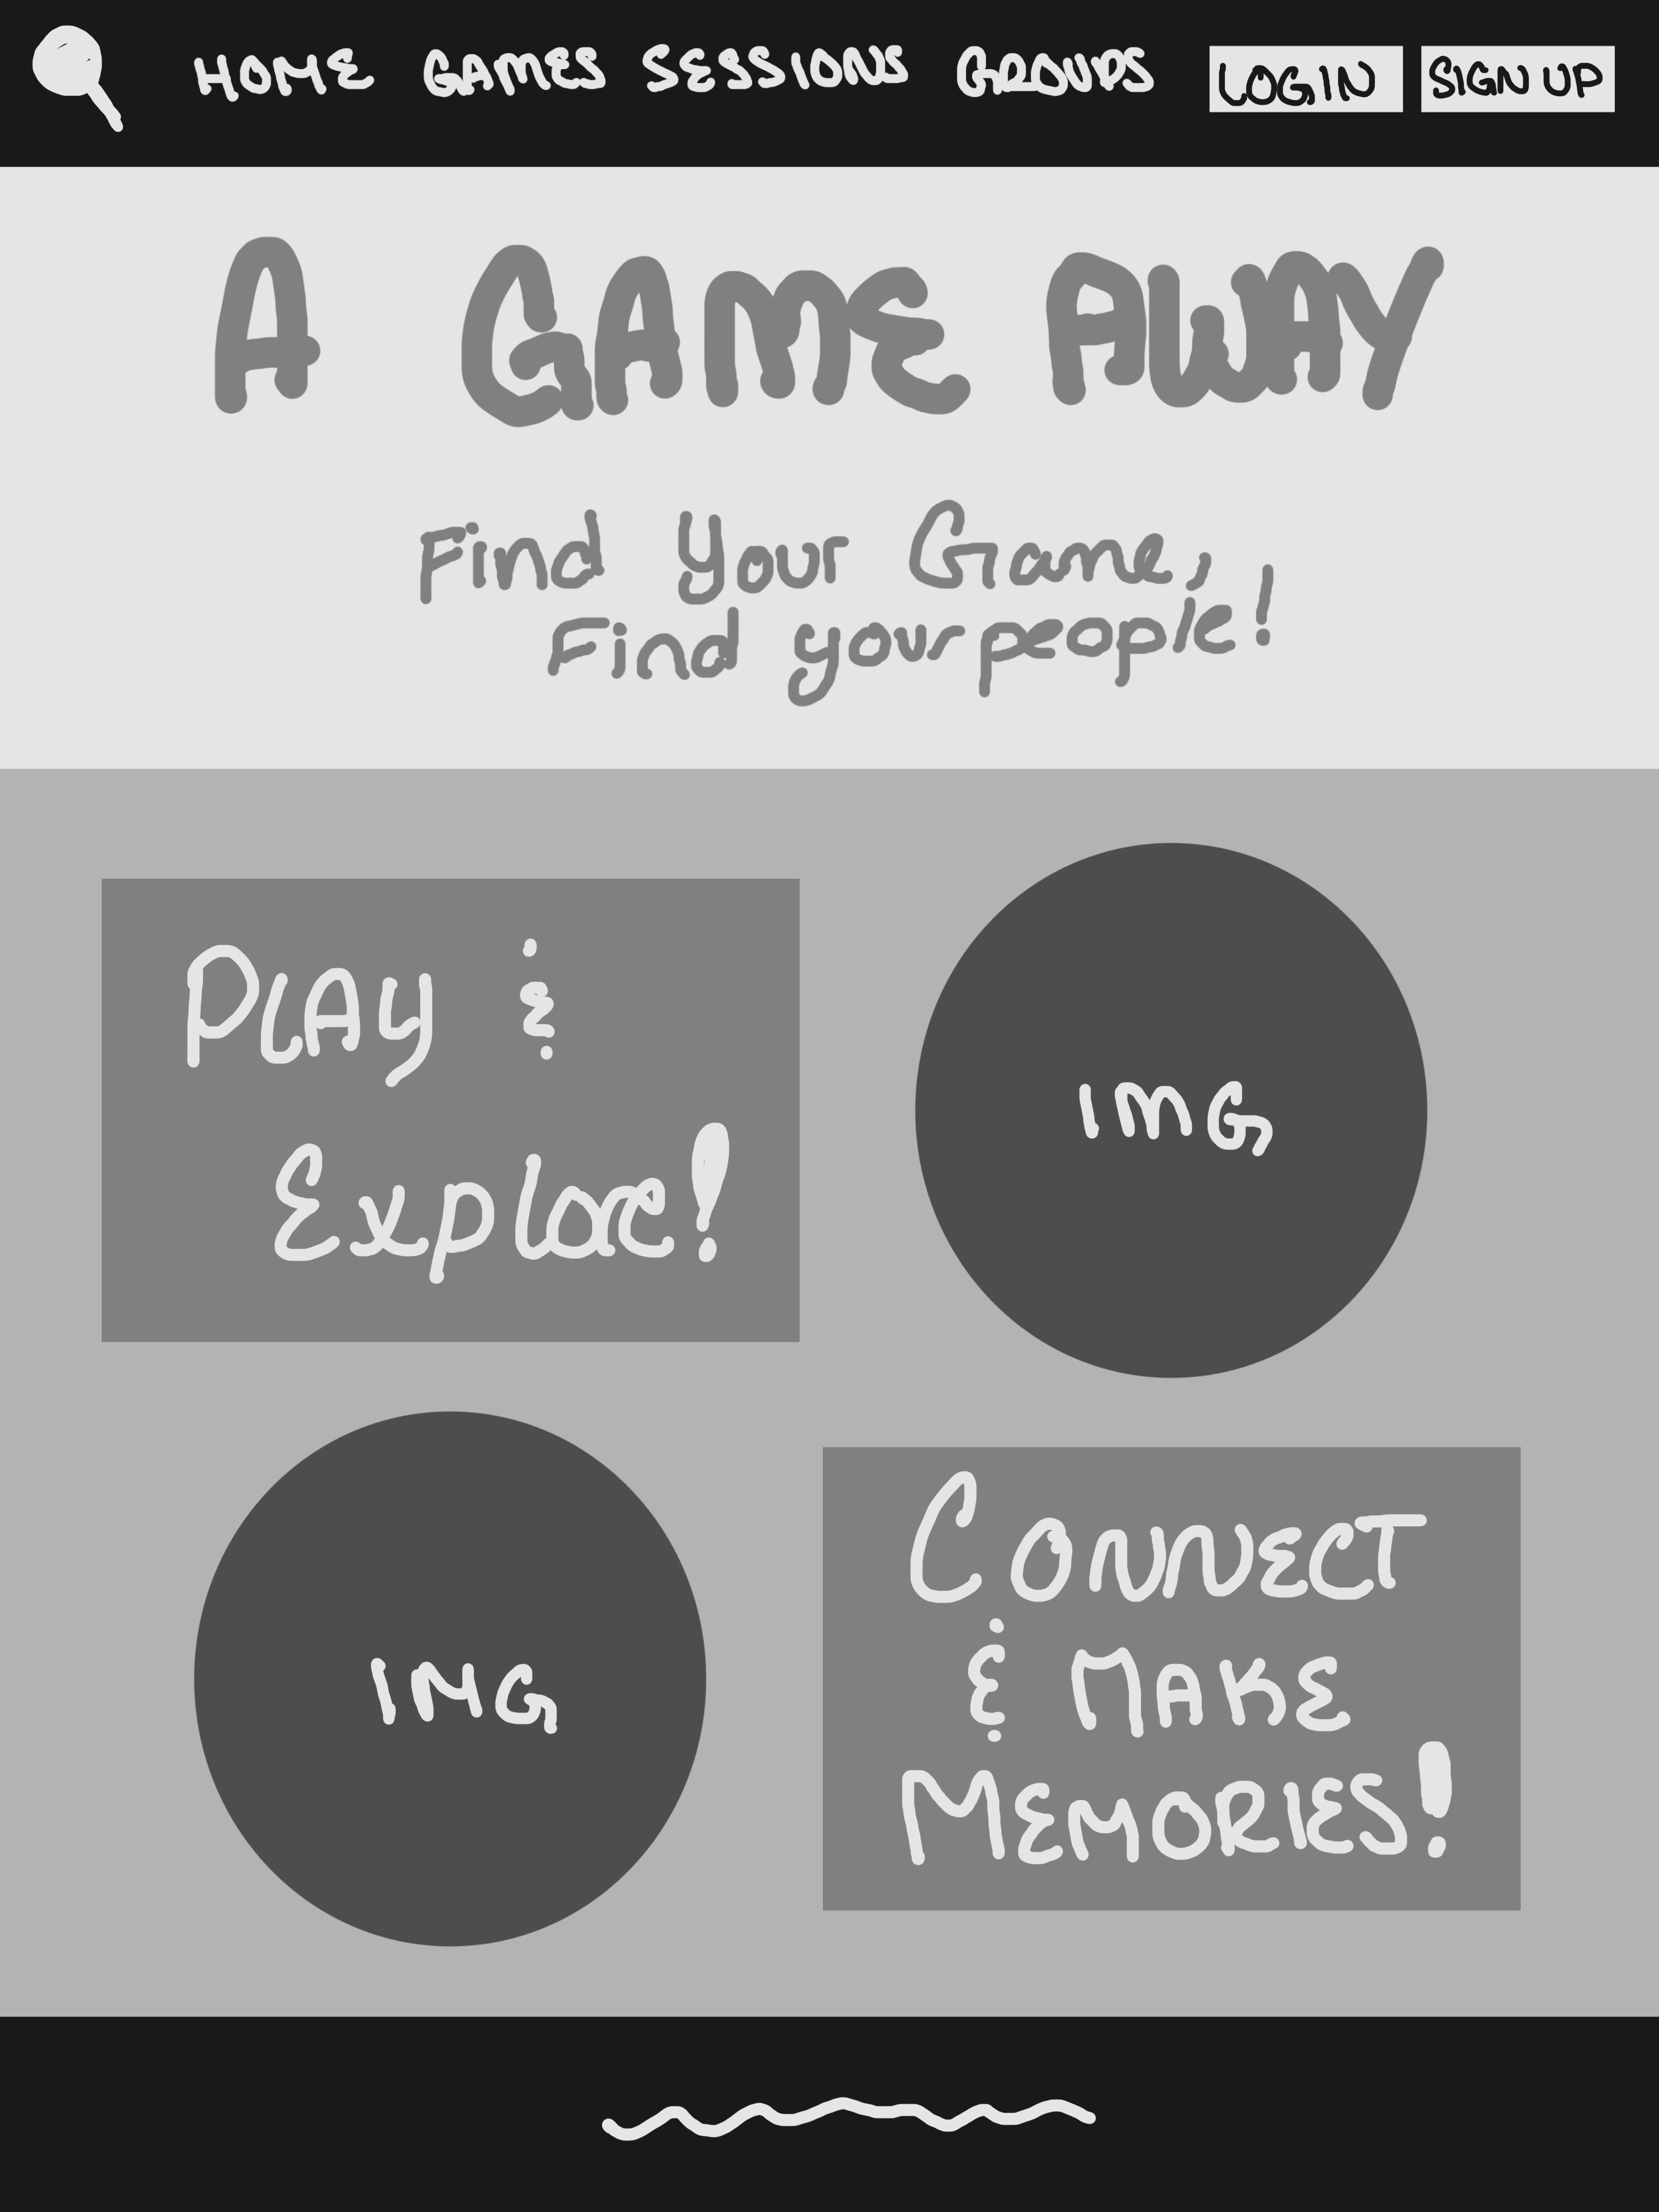 HOME GAMES SESSIONS GROUPS LOGIN SIGN UP
A GAME AWAY
Find Your Game,
Find your people!
PLAY &
Explore!
IMG
IMG
CONNECT
& MAKE
MEMORIES!